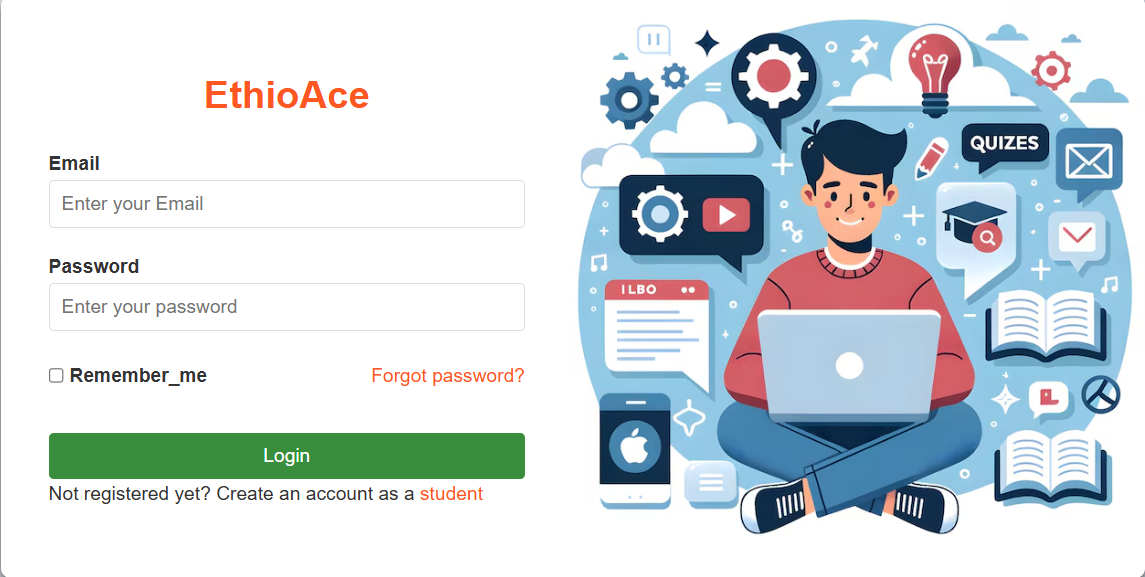 EthioAce
Email
Enter your Email
Password
Enter your password
Remember_me
Forgot password?
Login
Not registered yet? Create an account as a student
QUIZES
ILBO